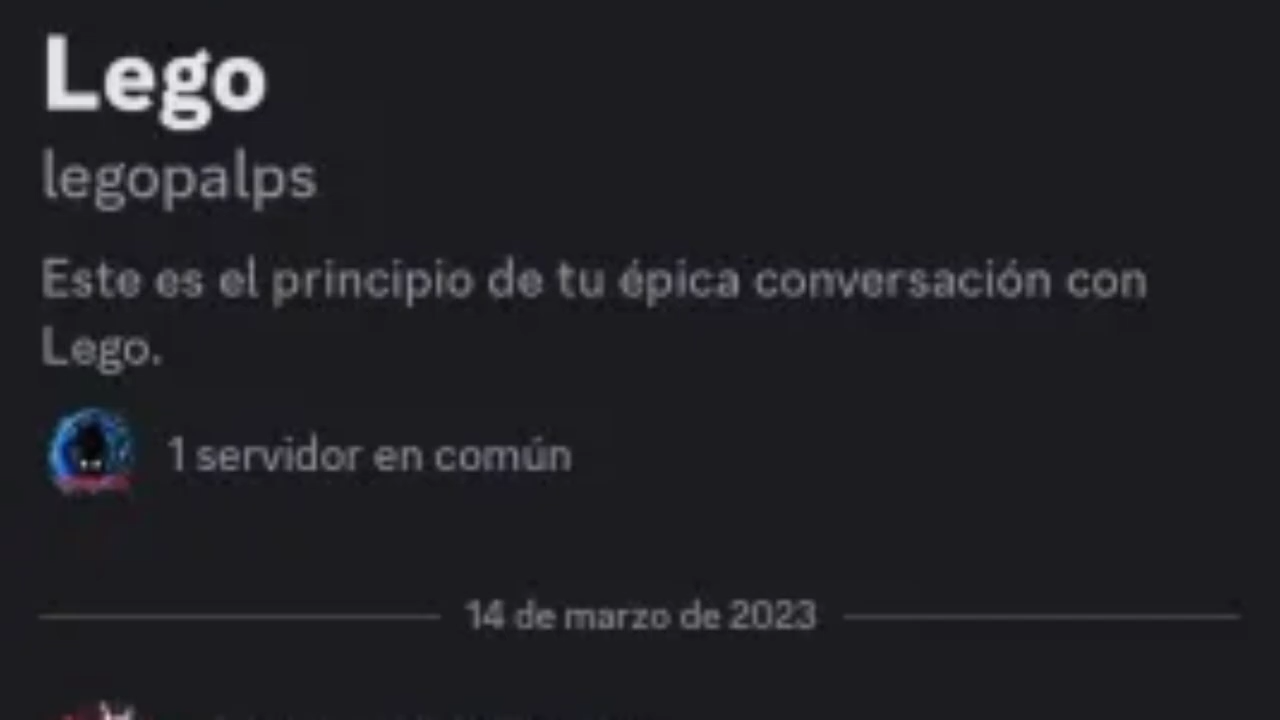 Lego
legopalps
Este es el principio de tu épica conversación con
Lego.
1 servidor en común
14 de marzo de 2023